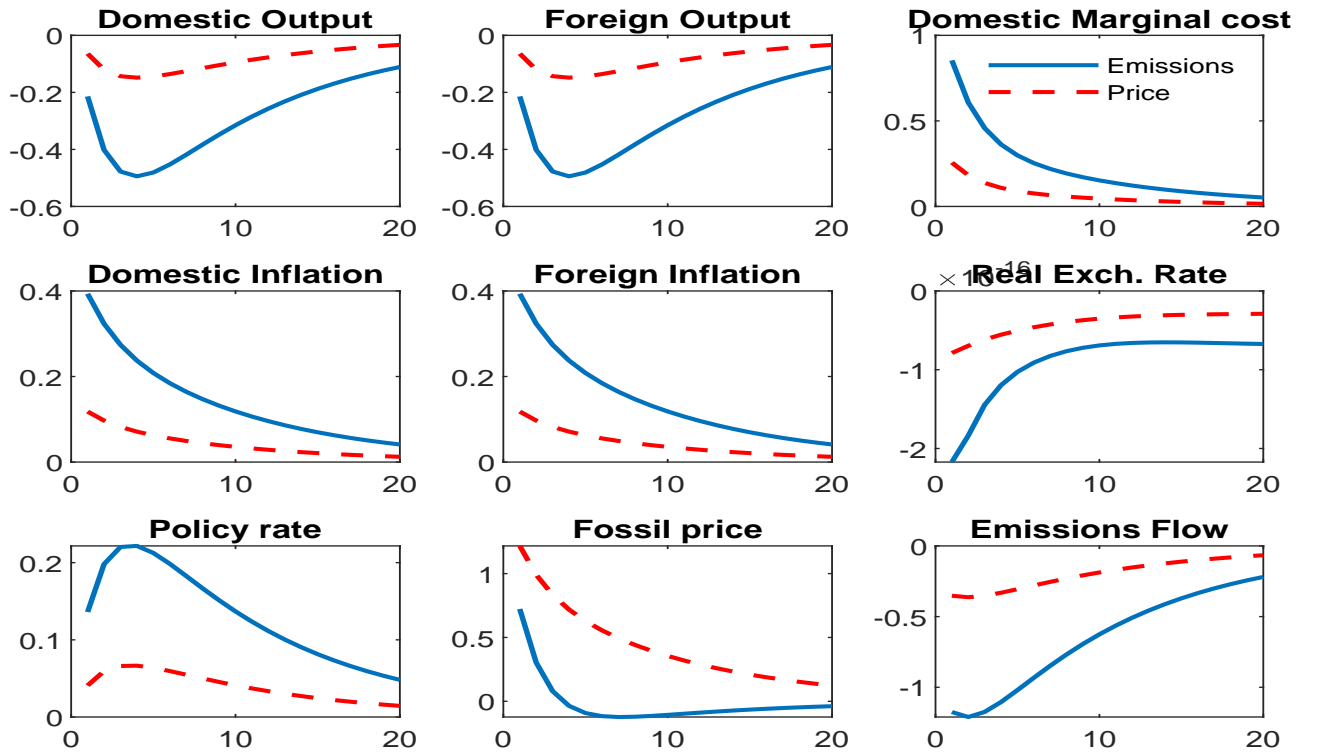 Domestic Output
0
-0.2
-0.4
-0.6
0 10 20
Foreign Output
0
-0.2
-0.4
-0.6
0 10 20
Domestic Marginal cost
1
0.5
0
0 10 20
Emissions
Price
Domestic Inflation
0.4
0.2
0
0 10 20
Foreign Inflation
0.4
0.2
0
0 10 20
Real Exch. Rate
×10-16
0
-1
-2
0 10 20
Policy rate
0.2
0.1
0
0 10 20
Fossil price
1
0.5
0
0 10 20
Emissions Flow
0
-0.5
-1
0 10 20